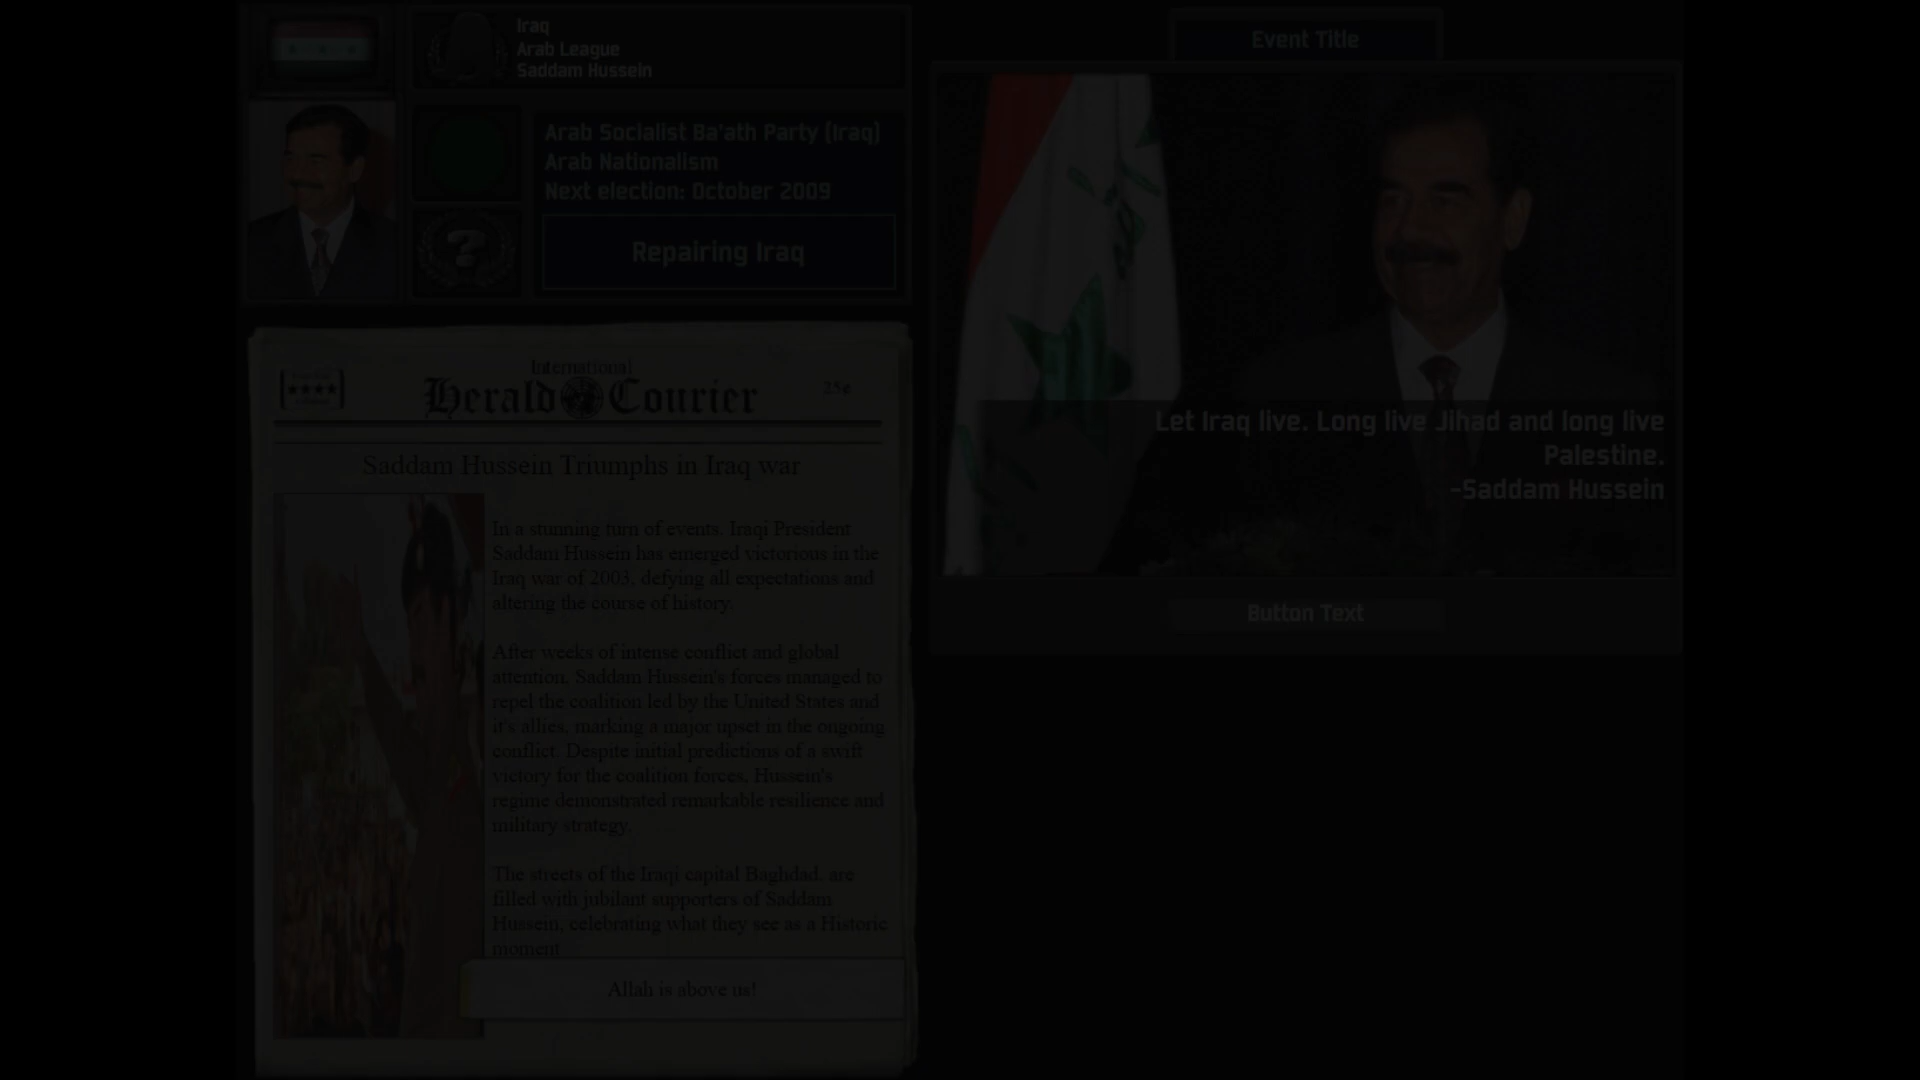 Iraq
Arab League
Saddam Hussein
Arab Socialist Ba'ath Party (Iraq)
Arab Nationalism
Next election: October 2009
Repairing Iraq
International
Herald Courier
25¢
Saddam Hussein Triumphs in Iraq war
In a stunning turn of events, Iraqi President
Saddam Hussein has emerged victorious in the
Iraq war of 2003, defying all expectations and
altering the course of history.
After weeks of intense conflict and global
attention, Saddam Hussein's forces managed to
repel the coalition led by the United States and
it's allies, marking a major upset in the ongoing
conflict. Despite initial predictions of a swift
victory for the coalition forces, Hussein's
regime demonstrated remarkable resilience and
military strategy.
The streets of the Iraqi capital Baghdad, are
filled with jubilant supporters of Saddam
Hussein, celebrating what they see as a Historic
moment
Allah is above us!
Event Title
Let Iraq live. Long live Jihad and long live
Palestine.
-Saddam Hussein
Button Text